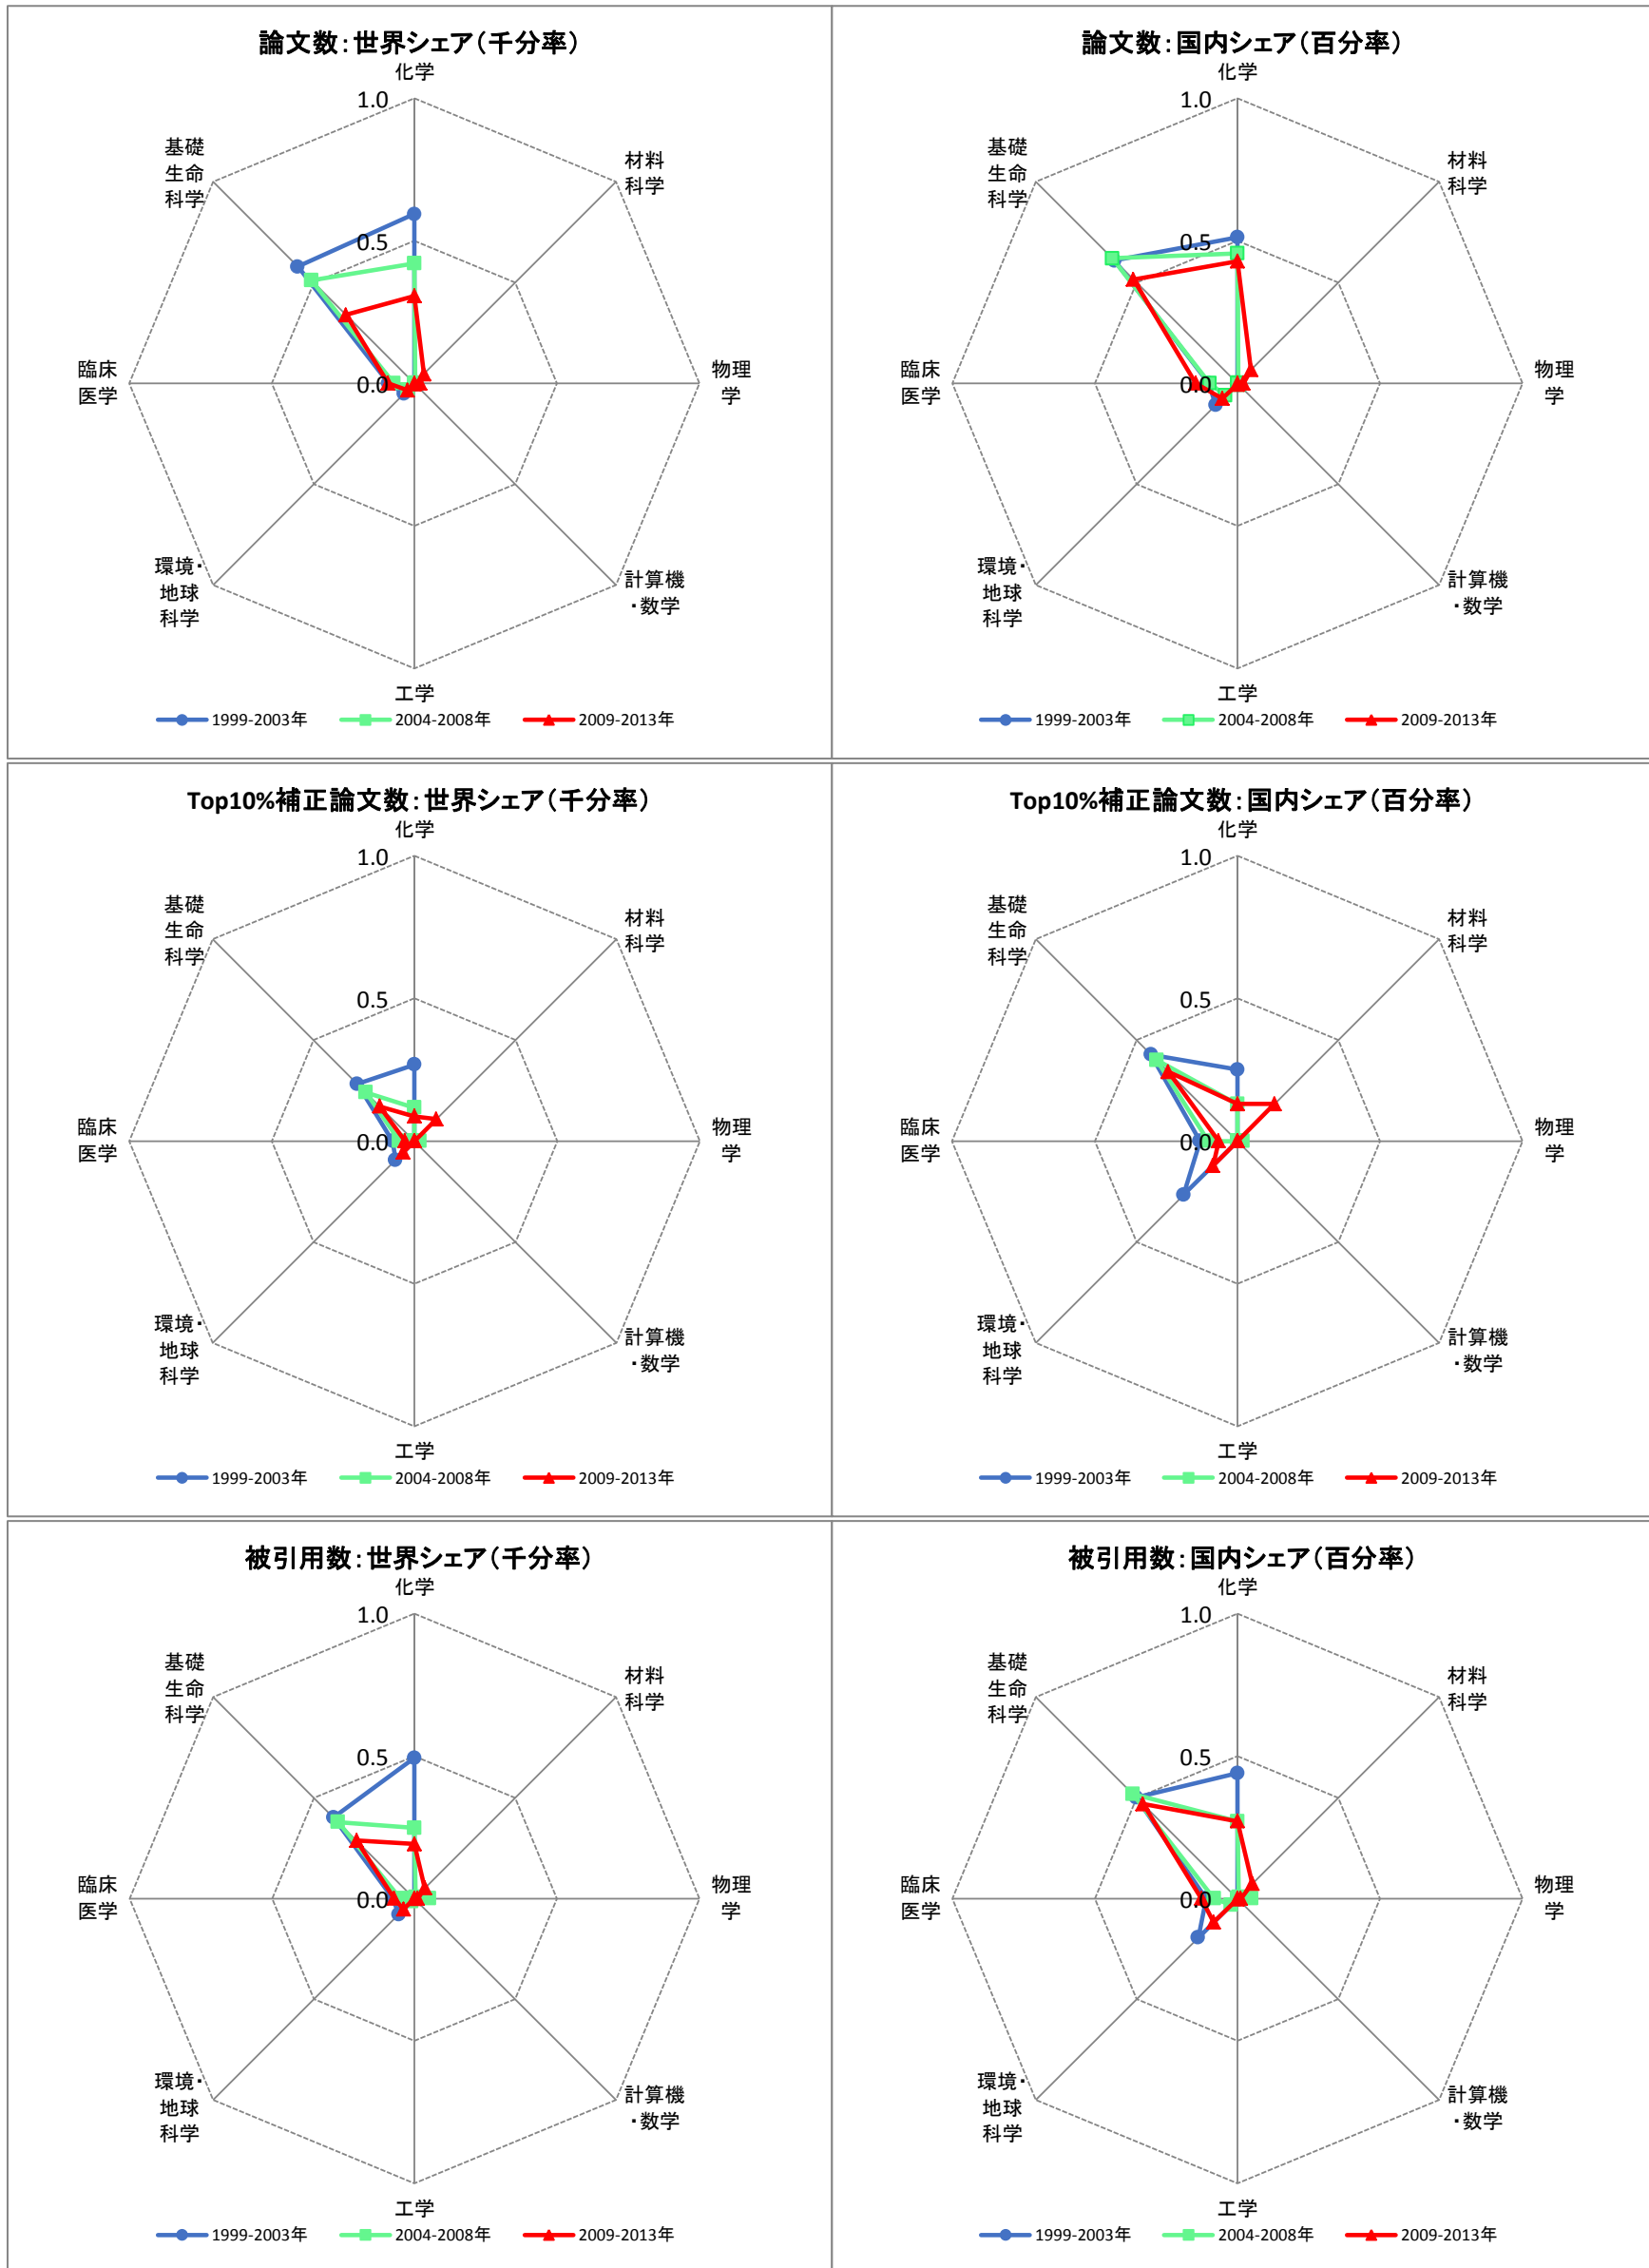 論文数：世界シェア（千分率）
化学
1.0
基礎
生命
科学
材料
科学
0.5
臨床
医学
0.0
物理
学
環境・
地球
科学
計算機
・数学
工学
1999-2003年 2004-2008年 2009-2013年
論文数：国内シェア（百分率）
化学
1.0
基礎
生命
科学
材料
科学
0.5
臨床
医学
0.0
物理
学
環境・
地球
科学
計算機
・数学
工学
1999-2003年 2004-2008年 2009-2013年
Top10%補正論文数：世界シェア（千分率）
化学
1.0
基礎
生命
科学
材料
科学
0.5
臨床
医学
0.0
物理
学
環境・
地球
科学
計算機
・数学
工学
1999-2003年 2004-2008年 2009-2013年
Top10%補正論文数：国内シェア（百分率）
化学
1.0
基礎
生命
科学
材料
科学
0.5
臨床
医学
0.0
物理
学
環境・
地球
科学
計算機
・数学
工学
1999-2003年 2004-2008年 2009-2013年
被引用数：世界シェア（千分率）
化学
1.0
基礎
生命
科学
材料
科学
0.5
臨床
医学
0.0
物理
学
環境・
地球
科学
計算機
・数学
工学
1999-2003年 2004-2008年 2009-2013年
被引用数：国内シェア（百分率）
化学
1.0
基礎
生命
科学
材料
科学
0.5
臨床
医学
0.0
物理
学
環境・
地球
科学
計算機
・数学
工学
1999-2003年 2004-2008年 2009-2013年